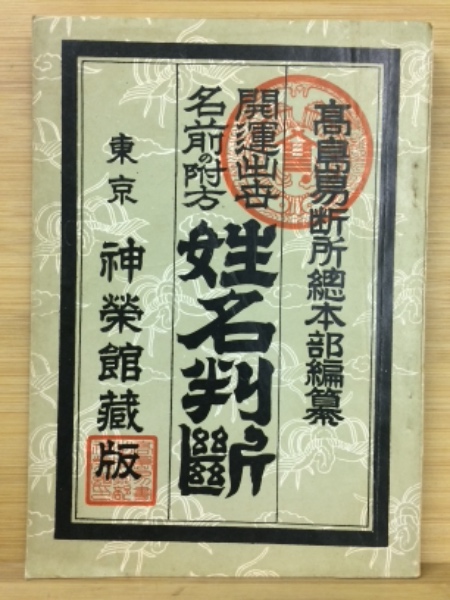 高島易断所總本部編纂
開運出世
名前の附方
姓名判斷
東京 神榮館藏版